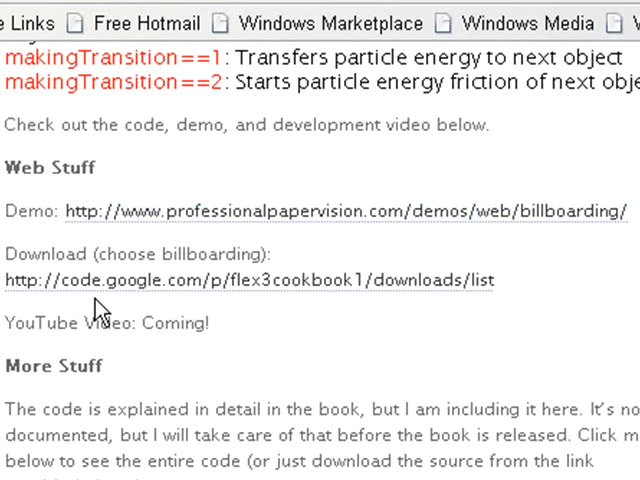 e Links Free Hotmail Windows Marketplace Windows Media
makingTransition==1: Transfers particle energy to next object
makingTransition==2: Starts particle energy friction of next obje
Check out the code, demo, and development video below.
Web Stuff
Demo: http://www.professionalpapervision.com/demos/web/billboarding/
Download (choose billboarding):
http://code.google.com/p/flex3cookbook1/downloads/list
YouTube Video: Coming!
More Stuff
The code is explained in detail in the book, but I am including it here. It's no
documented, but I will take care of that before the book is released. Click m
below to see the entire code (or just download the source from the link